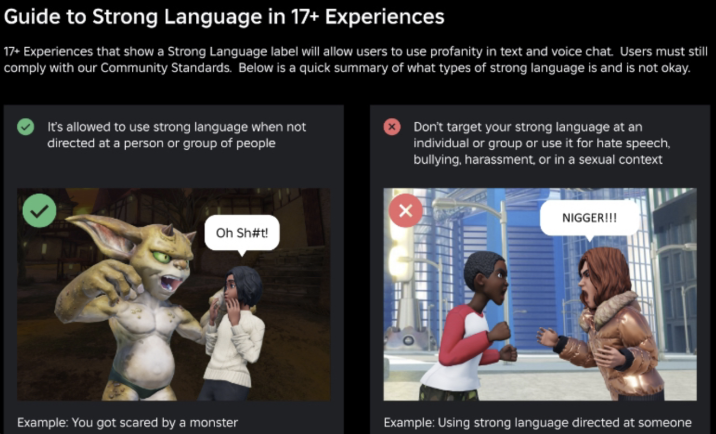 Guide to Strong Language in 17+ Experiences
17+ Experiences that show a Strong Language label will allow users to use profanity in text and voice chat. Users must still
comply with our Community Standards. Below is a quick summary of what types of strong language is and is not okay.
It's allowed to use strong language when not
directed at a person or group of people
Oh Sh#t!
Example: You got scared by a monster
Don't target your strong language at an
individual or group or use it for hate speech,
bullying, harassment, or in a sexual context
NIGGER!!!
Example: Using strong language directed at someone